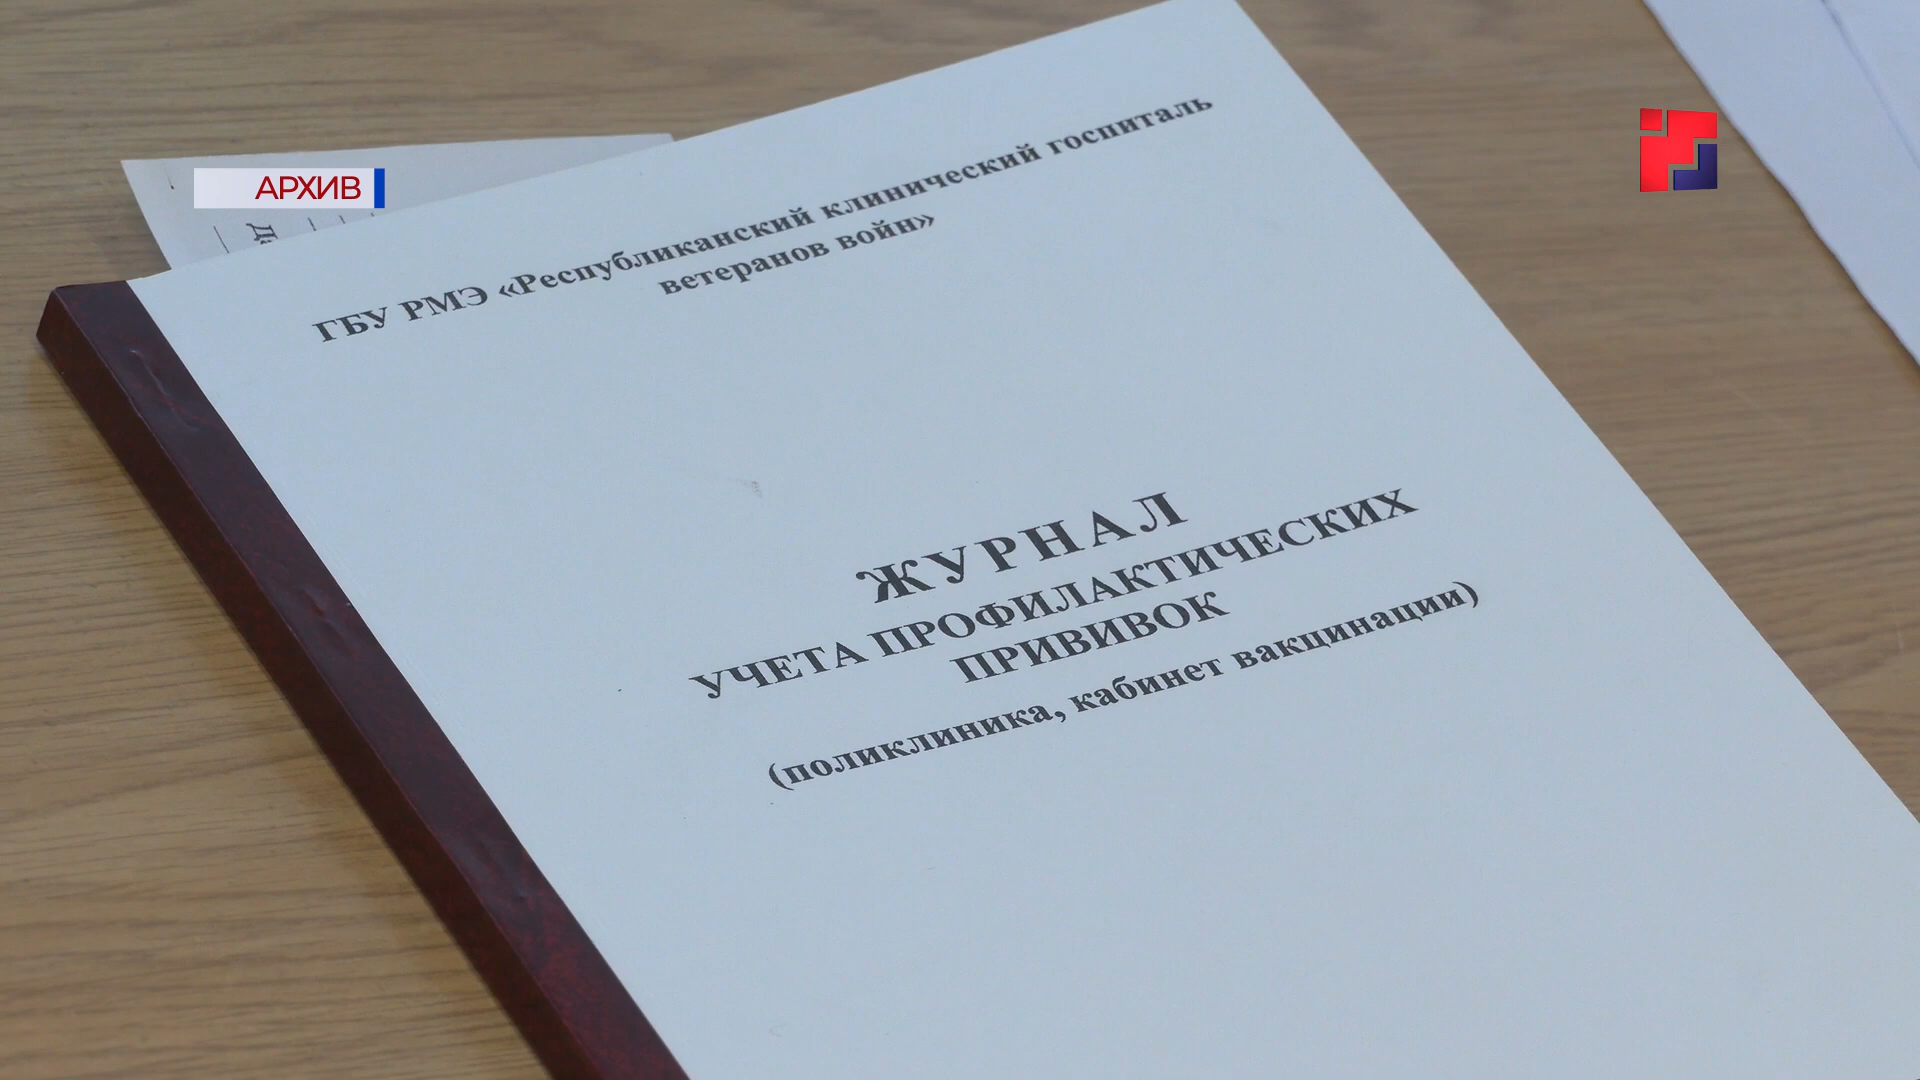 АРХИВ
ГБУ РМЭ «Республиканский клинический госпиталь
ветеранов войн»
ЖУРНАЛ
УЧЕТА ПРОФИЛАКТИЧЕСКИХ
ПРИВИВОК
(поликлиника, кабинет вакцинации)